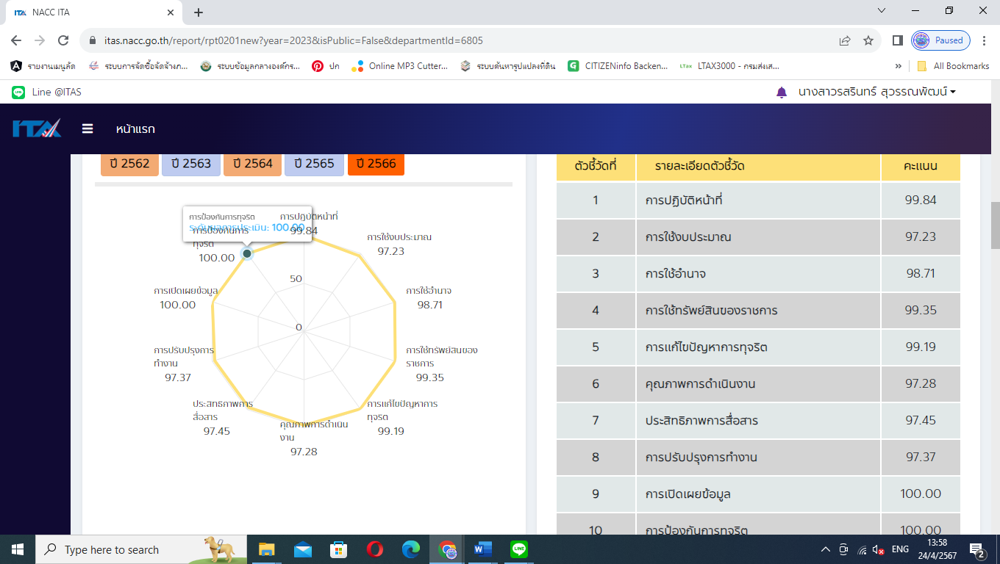 NACC ITA
itas.nacc.go.th/report/rpt0201new?year=2023&isPublic=False&departmentId=6805
Paused
รายงานเมนูลัด
ระบบการจัดซื้อจัดจ้างภ...
ระบบข้อมูลกลางองค์กร...
ปก
Online MP3 Cutter...
ระบบค้นหารูปแปลงที่ดิน
CITIZENinfo Backen...
LTax
LTAX3000 - กรมส่งเส...
»
All Bookmarks
Line @ITAS
นางสาวรสรินทร์ สุวรรณพัฒน์
ITA
หน้าแรก
ปี 2562
ปี 2563
ปี 2564
ปี 2565
ปี 2566
การป้องกันการทุจริต
ระดับผลการประเมิน: 100.00
การปฏิบัติหน้าที่
99.84
การใช้งบประมาณ
97.23
การใช้อำนาจ
98.71
การใช้ทรัพย์สินของ
ราชการ
99.35
การแก้ไขปัญหาการ
ทุจริต
99.19
คุณภาพการดำเนิน
งาน
97.28
ประสิทธิภาพการ
สื่อสาร
97.45
การปรับปรุงการ
ทำงาน
97.37
การเปิดเผยข้อมูล
100.00
การป้องกันการ
ทุจริต
100.00
50
0
ตัวชี้วัดที่ รายละเอียดตัวชี้วัด คะแนน
1 การปฏิบัติหน้าที่ 99.84
2 การใช้งบประมาณ 97.23
3 การใช้อำนาจ 98.71
4 การใช้ทรัพย์สินของราชการ 99.35
5 การแก้ไขปัญหาการทุจริต 99.19
6 คุณภาพการดำเนินงาน 97.28
7 ประสิทธิภาพการสื่อสาร 97.45
8 การปรับปรุงการทำงาน 97.37
9 การเปิดเผยข้อมูล 100.00
10 การป้องกันการทุจริต 100.00
Type here to search
ENG
13:58
24/4/2567
2